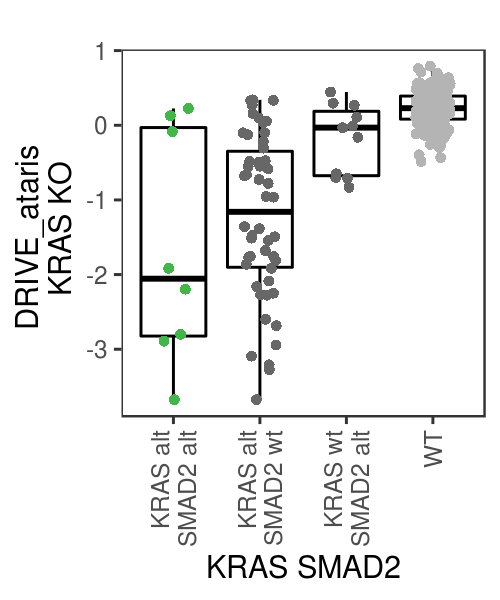 DRIVE_ataris
KRAS KO
1
0
-1
-2
-3
KRAS alt
SMAD2 alt
KRAS alt
SMAD2 wt
KRAS wt
SMAD2 alt
WT
KRAS SMAD2